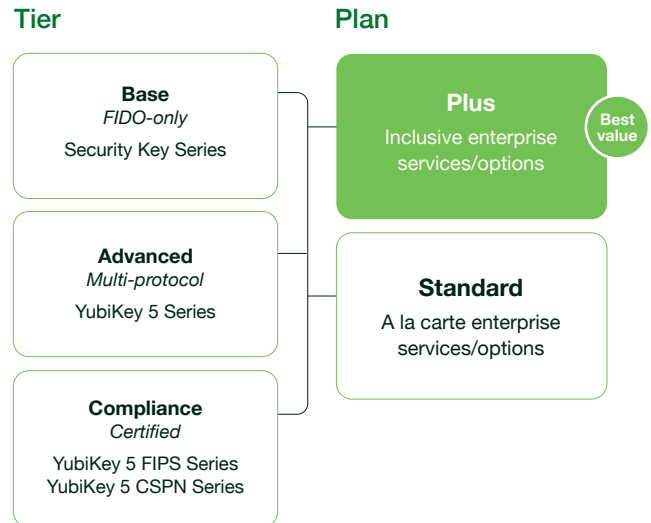 Tier
Base
FIDO-only
Security Key Series
Advanced
Multi-protocol
YubiKey 5 Series
Compliance
Certified
YubiKey 5 FIPS Series
YubiKey 5 CSPN Series
Plan
Plus
Inclusive enterprise
services/options
Best
value
Standard
A la carte enterprise
services/options